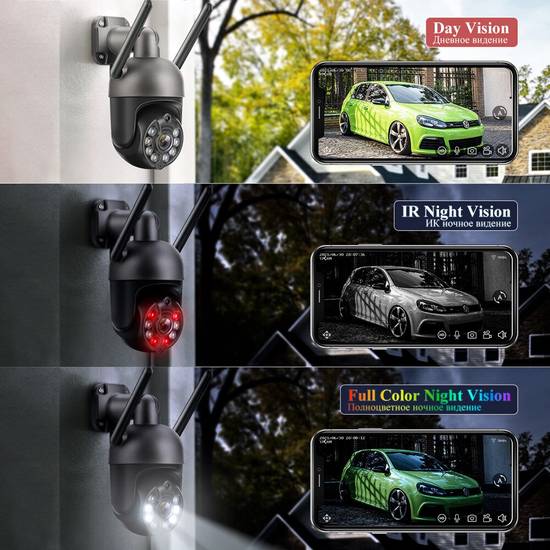 Day Vision
Дневное видение
IR Night Vision
ИК ночное видение
Full Color Night Vision
Полноцветное ночное видение